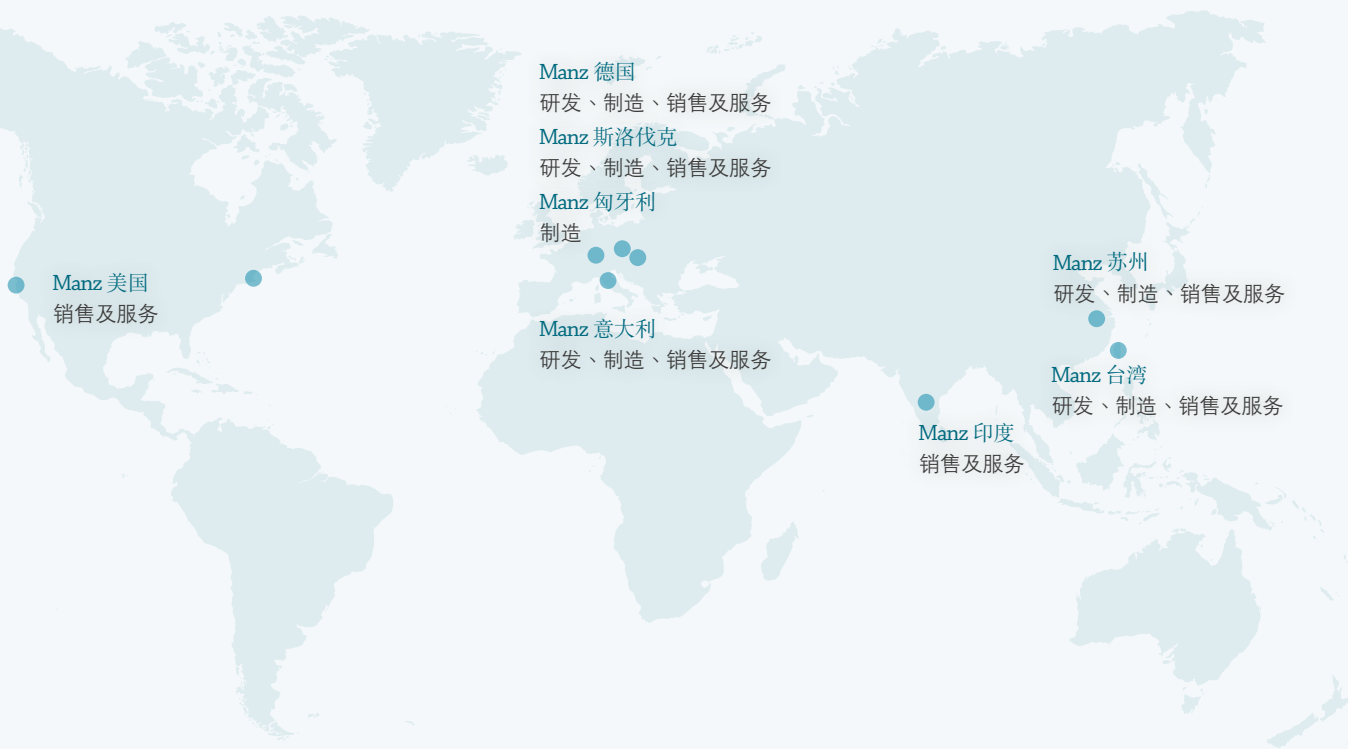 Manz 德国
研发、制造、销售及服务
Manz 斯洛伐克
研发、制造、销售及服务
Manz 匈牙利
制造
Manz 美国
销售及服务
Manz 意大利
研发、制造、销售及服务
Manz 苏州
研发、制造、销售及服务
Manz 台湾
研发、制造、销售及服务
Manz 印度
销售及服务